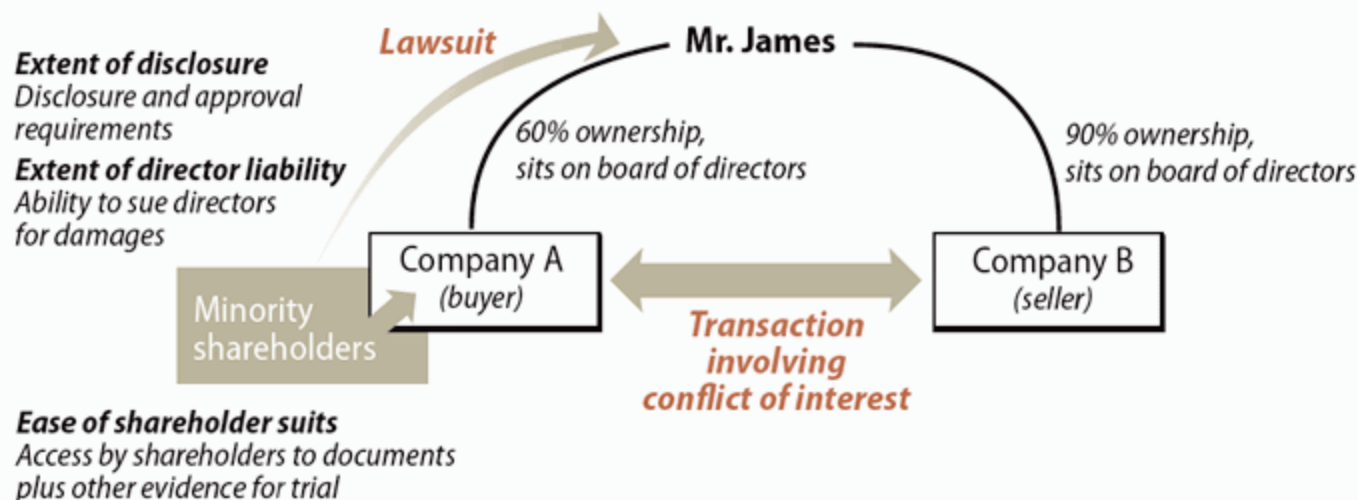 Lawsuit
Mr. James
Extent of disclosure
Disclosure and approval
requirements
Extent of director liability
Ability to sue directors
for damages
60% ownership,
sits on board of directors
90% ownership,
sits on board of directors
Company A
(buyer)
Company B
(seller)
Minority
shareholders
Transaction
involving
conflict of interest
Ease of shareholder suits
Access by shareholders to documents
plus other evidence for trial